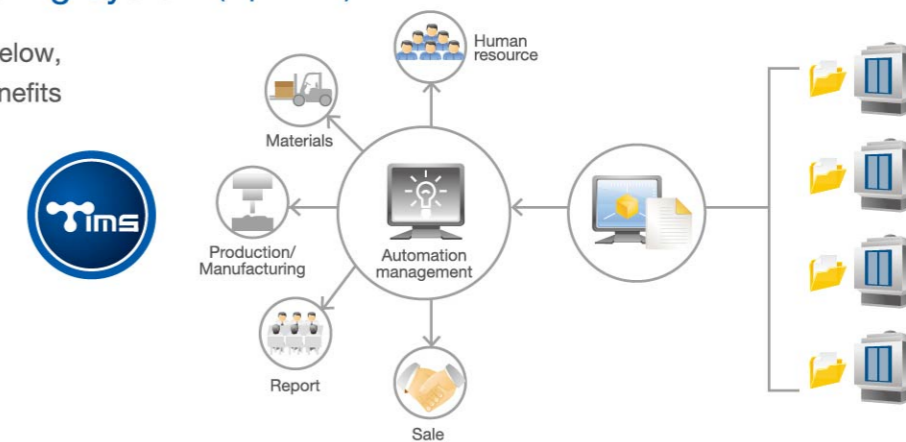 elow,
nefits
Human
resource
Materials
Tims
Production/
Manufacturing
Automation
management
Report
Sale